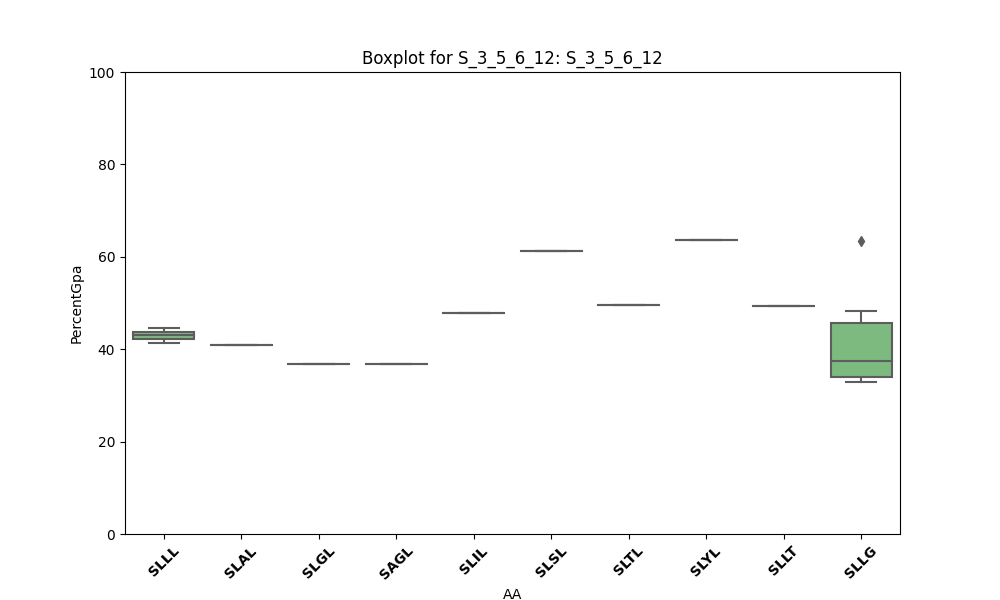 Boxplot for S_3_5_6_12: S_3_5_6_12
100
80
60
40
20
0
PercentGpa
SLLL
SLAL
SLGL
SAGL
SLIL
SLSL
SLTL
SLYL
SLLT
SLLG
AA